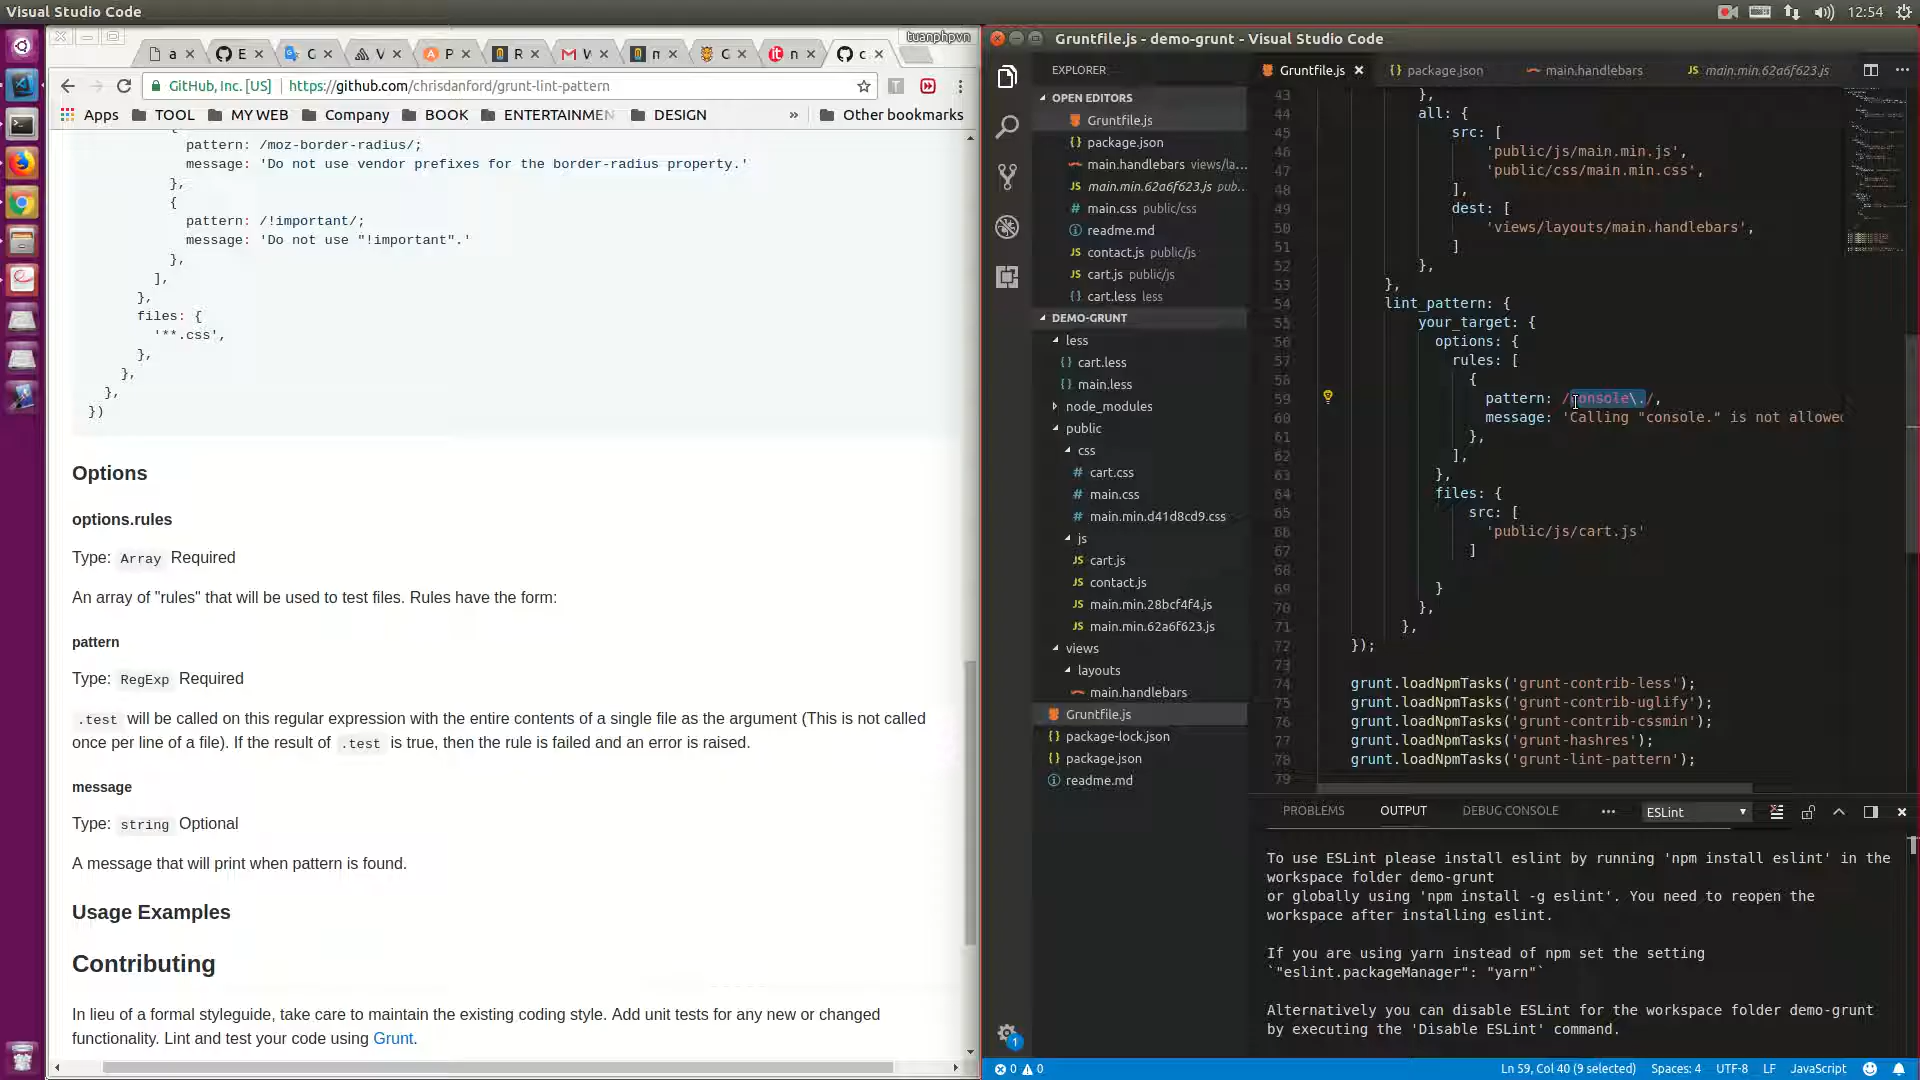 Visual Studio Code
12:54
tuanphpvn
a
E
G
V
P
R
V
n
C
n
c
GitHub, Inc. [US]
https://github.com/chrisdanford/grunt-lint-pattern
Apps
TOOL
MY WEB
Company
BOOK
ENTERTAINMEN
DESIGN
»
Other bookmarks
{
pattern: /moz-border-radius/;
message: 'Do not use vendor prefixes for the border-radius property.'
},
{
pattern: /!important/;
message: 'Do not use "!important".'
},
],
},
files: {
'**.css',
},
},
},
})
Options
options.rules
Type: Array Required
An array of "rules" that will be used to test files. Rules have the form:
pattern
Type: RegExp Required
.test will be called on this regular expression with the entire contents of a single file as the argument (This is not called
once per line of a file). If the result of .test is true, then the rule is failed and an error is raised.
message
Type: string Optional
A message that will print when pattern is found.
Usage Examples
Contributing
In lieu of a formal styleguide, take care to maintain the existing coding style. Add unit tests for any new or changed
functionality. Lint and test your code using Grunt.
Gruntfile.js - demo-grunt - Visual Studio Code
EXPLORER
OPEN EDITORS
Gruntfile.js
package.json
main.handlebars views/la...
main.min.62a6f623.js pub...
main.css public/css
readme.md
contact.js public/js
cart.js public/js
cart.less less
DEMO-GRUNT
less
cart.less
main.less
node_modules
public
css
cart.css
main.css
main.min.d41d8cd9.css
js
cart.js
contact.js
main.min.28bcf4f4.js
main.min.62a6f623.js
views
layouts
main.handlebars
Gruntfile.js
package-lock.json
package.json
readme.md
1
Gruntfile.js
package.json
main.handlebars
main.min.62a6f623.js
43 },
44 all: {
45 src: [
46 'public/js/main.min.js',
47 'public/css/main.min.css',
48 ],
49 dest: [
50 'views/layouts/main.handlebars',
51 ]
52 },
53 },
54 lint_pattern: {
55 your_target: {
56 options: {
57 rules: [
58 {
59 pattern: /console\./,
60 message: 'Calling "console." is not allowed
61 },
62 ],
63 },
64 files: {
65 src: [
66 'public/js/cart.js'
67 ]
68
69 }
70 },
71 },
72 });
73
74 grunt.loadNpmTasks('grunt-contrib-less');
75 grunt.loadNpmTasks('grunt-contrib-uglify');
76 grunt.loadNpmTasks('grunt-contrib-cssmin');
77 grunt.loadNpmTasks('grunt-hashres');
78 grunt.loadNpmTasks('grunt-lint-pattern');
79
PROBLEMS
OUTPUT
DEBUG CONSOLE
ESLint
To use ESLint please install eslint by running 'npm install eslint' in the
workspace folder demo-grunt
or globally using 'npm install -g eslint'. You need to reopen the
workspace after installing eslint.
If you are using yarn instead of npm set the setting
`"eslint.packageManager": "yarn"`
Alternatively you can disable ESLint for the workspace folder demo-grunt
by executing the 'Disable ESLint' command.
0 0
Ln 59, Col 40 (9 selected)
Spaces: 4
UTF-8
LF
JavaScript